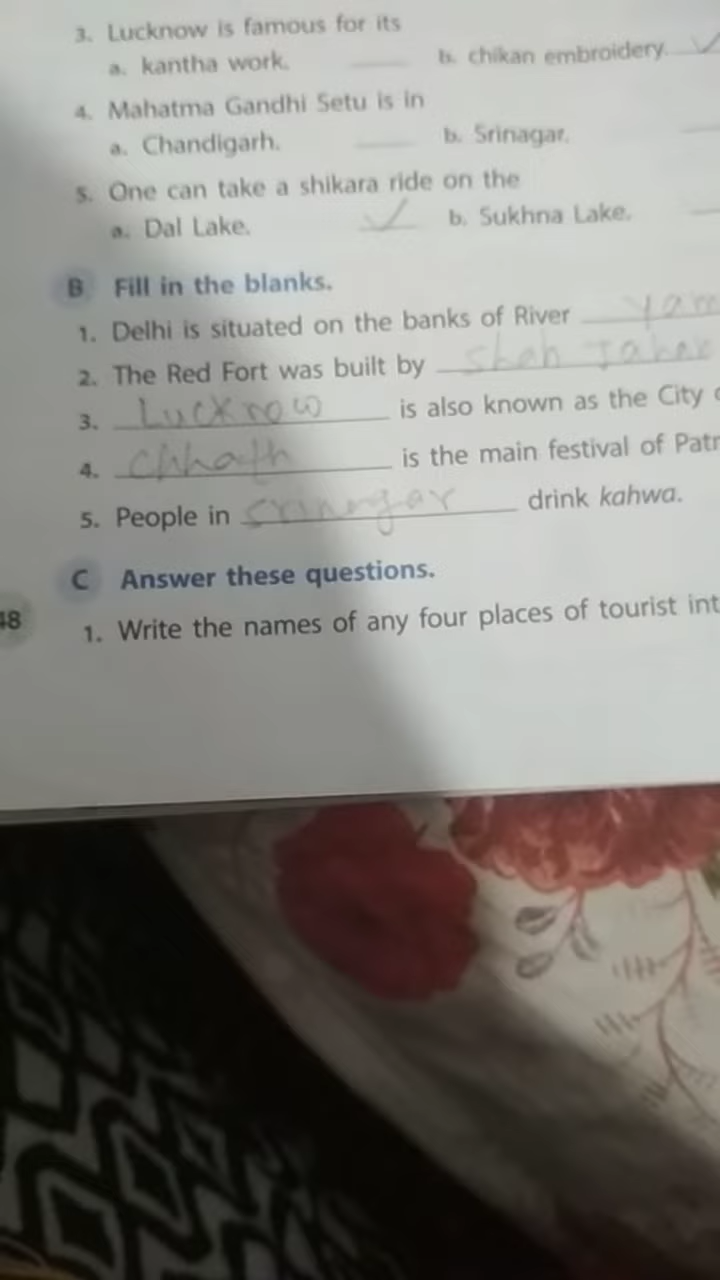 3. Lucknow is famous for its
a. kantha work. b. chikan embroidery. ✓
4. Mahatma Gandhi Setu is in
a. Chandigarh. b. Srinagar.
5. One can take a shikara ride on the
a. Dal Lake. ✓ b. Sukhna Lake.
B Fill in the blanks.
1. Delhi is situated on the banks of River Yam
2. The Red Fort was built by Shah Jahan
3. Lucknow is also known as the City
4. Chhath is the main festival of Pat
5. People in Srinagar drink kahwa.
C Answer these questions.
48
1. Write the names of any four places of tourist int